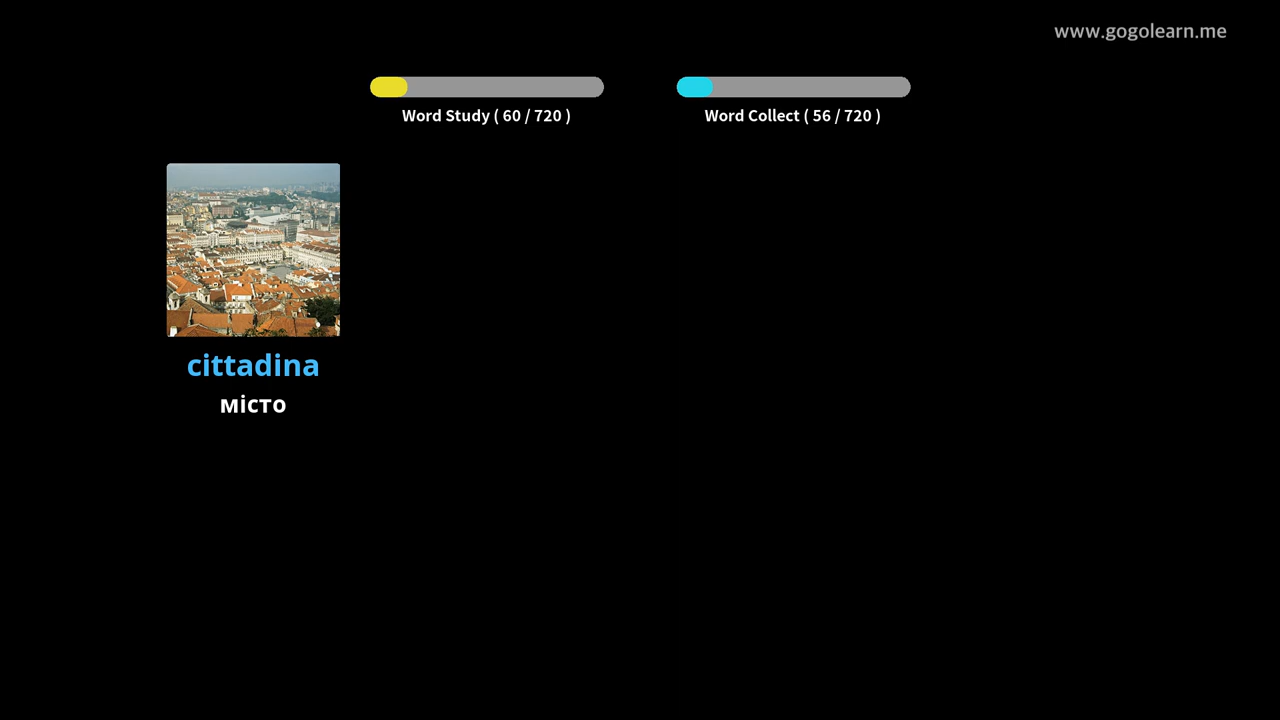 www.gogolearn.me
Word Study ( 60 / 720 )
Word Collect ( 56 / 720 )
cittadina
місто